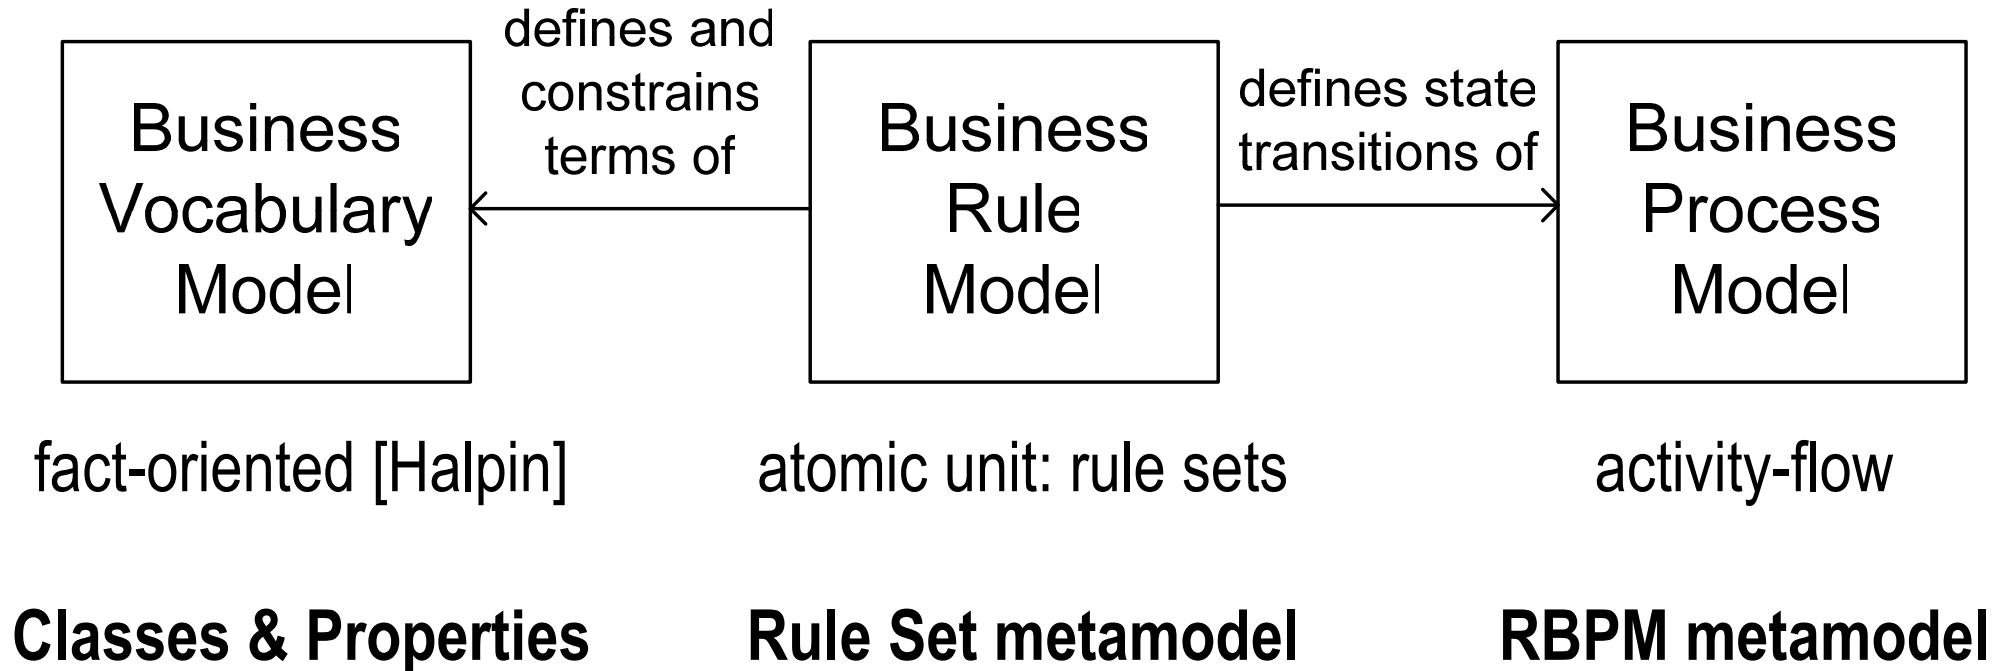 Business
Vocabulary
Model
defines and
constrains
terms of
Business
Rule
Model
defines state
transitions of
Business
Process
Model
fact-oriented [Halpin]
atomic unit: rule sets
activity-flow
Classes & Properties
Rule Set metamodel
RBPM metamodel